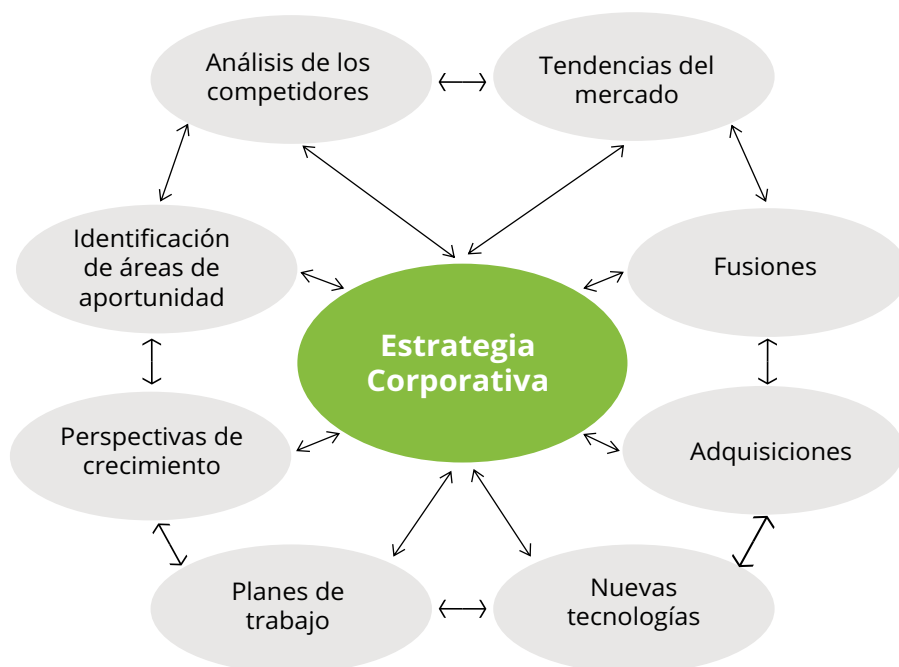 Análisis de los
competidores
Tendencias del
mercado
Identificación
de áreas de
aportunidad
Fusiones
Estrategia
Corporativa
Perspectivas de
crecimiento
Adquisiciones
Planes de
trabajo
Nuevas
tecnologías